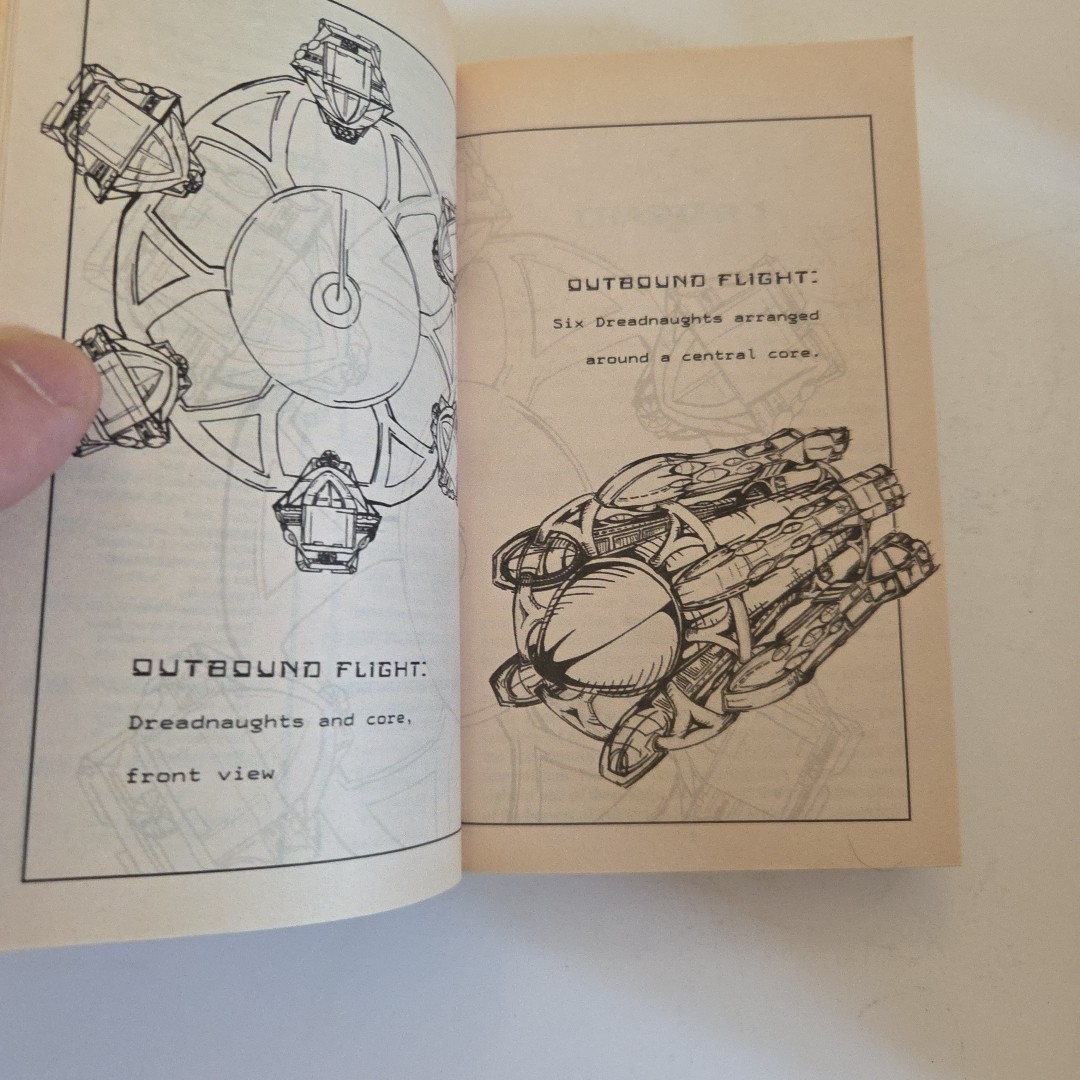 OUTBOUND FLIGHT:
Dreadnaughts and core,
front view
OUTBOUND FLIGHT:
Six Dreadnaughts arranged
around a central core.